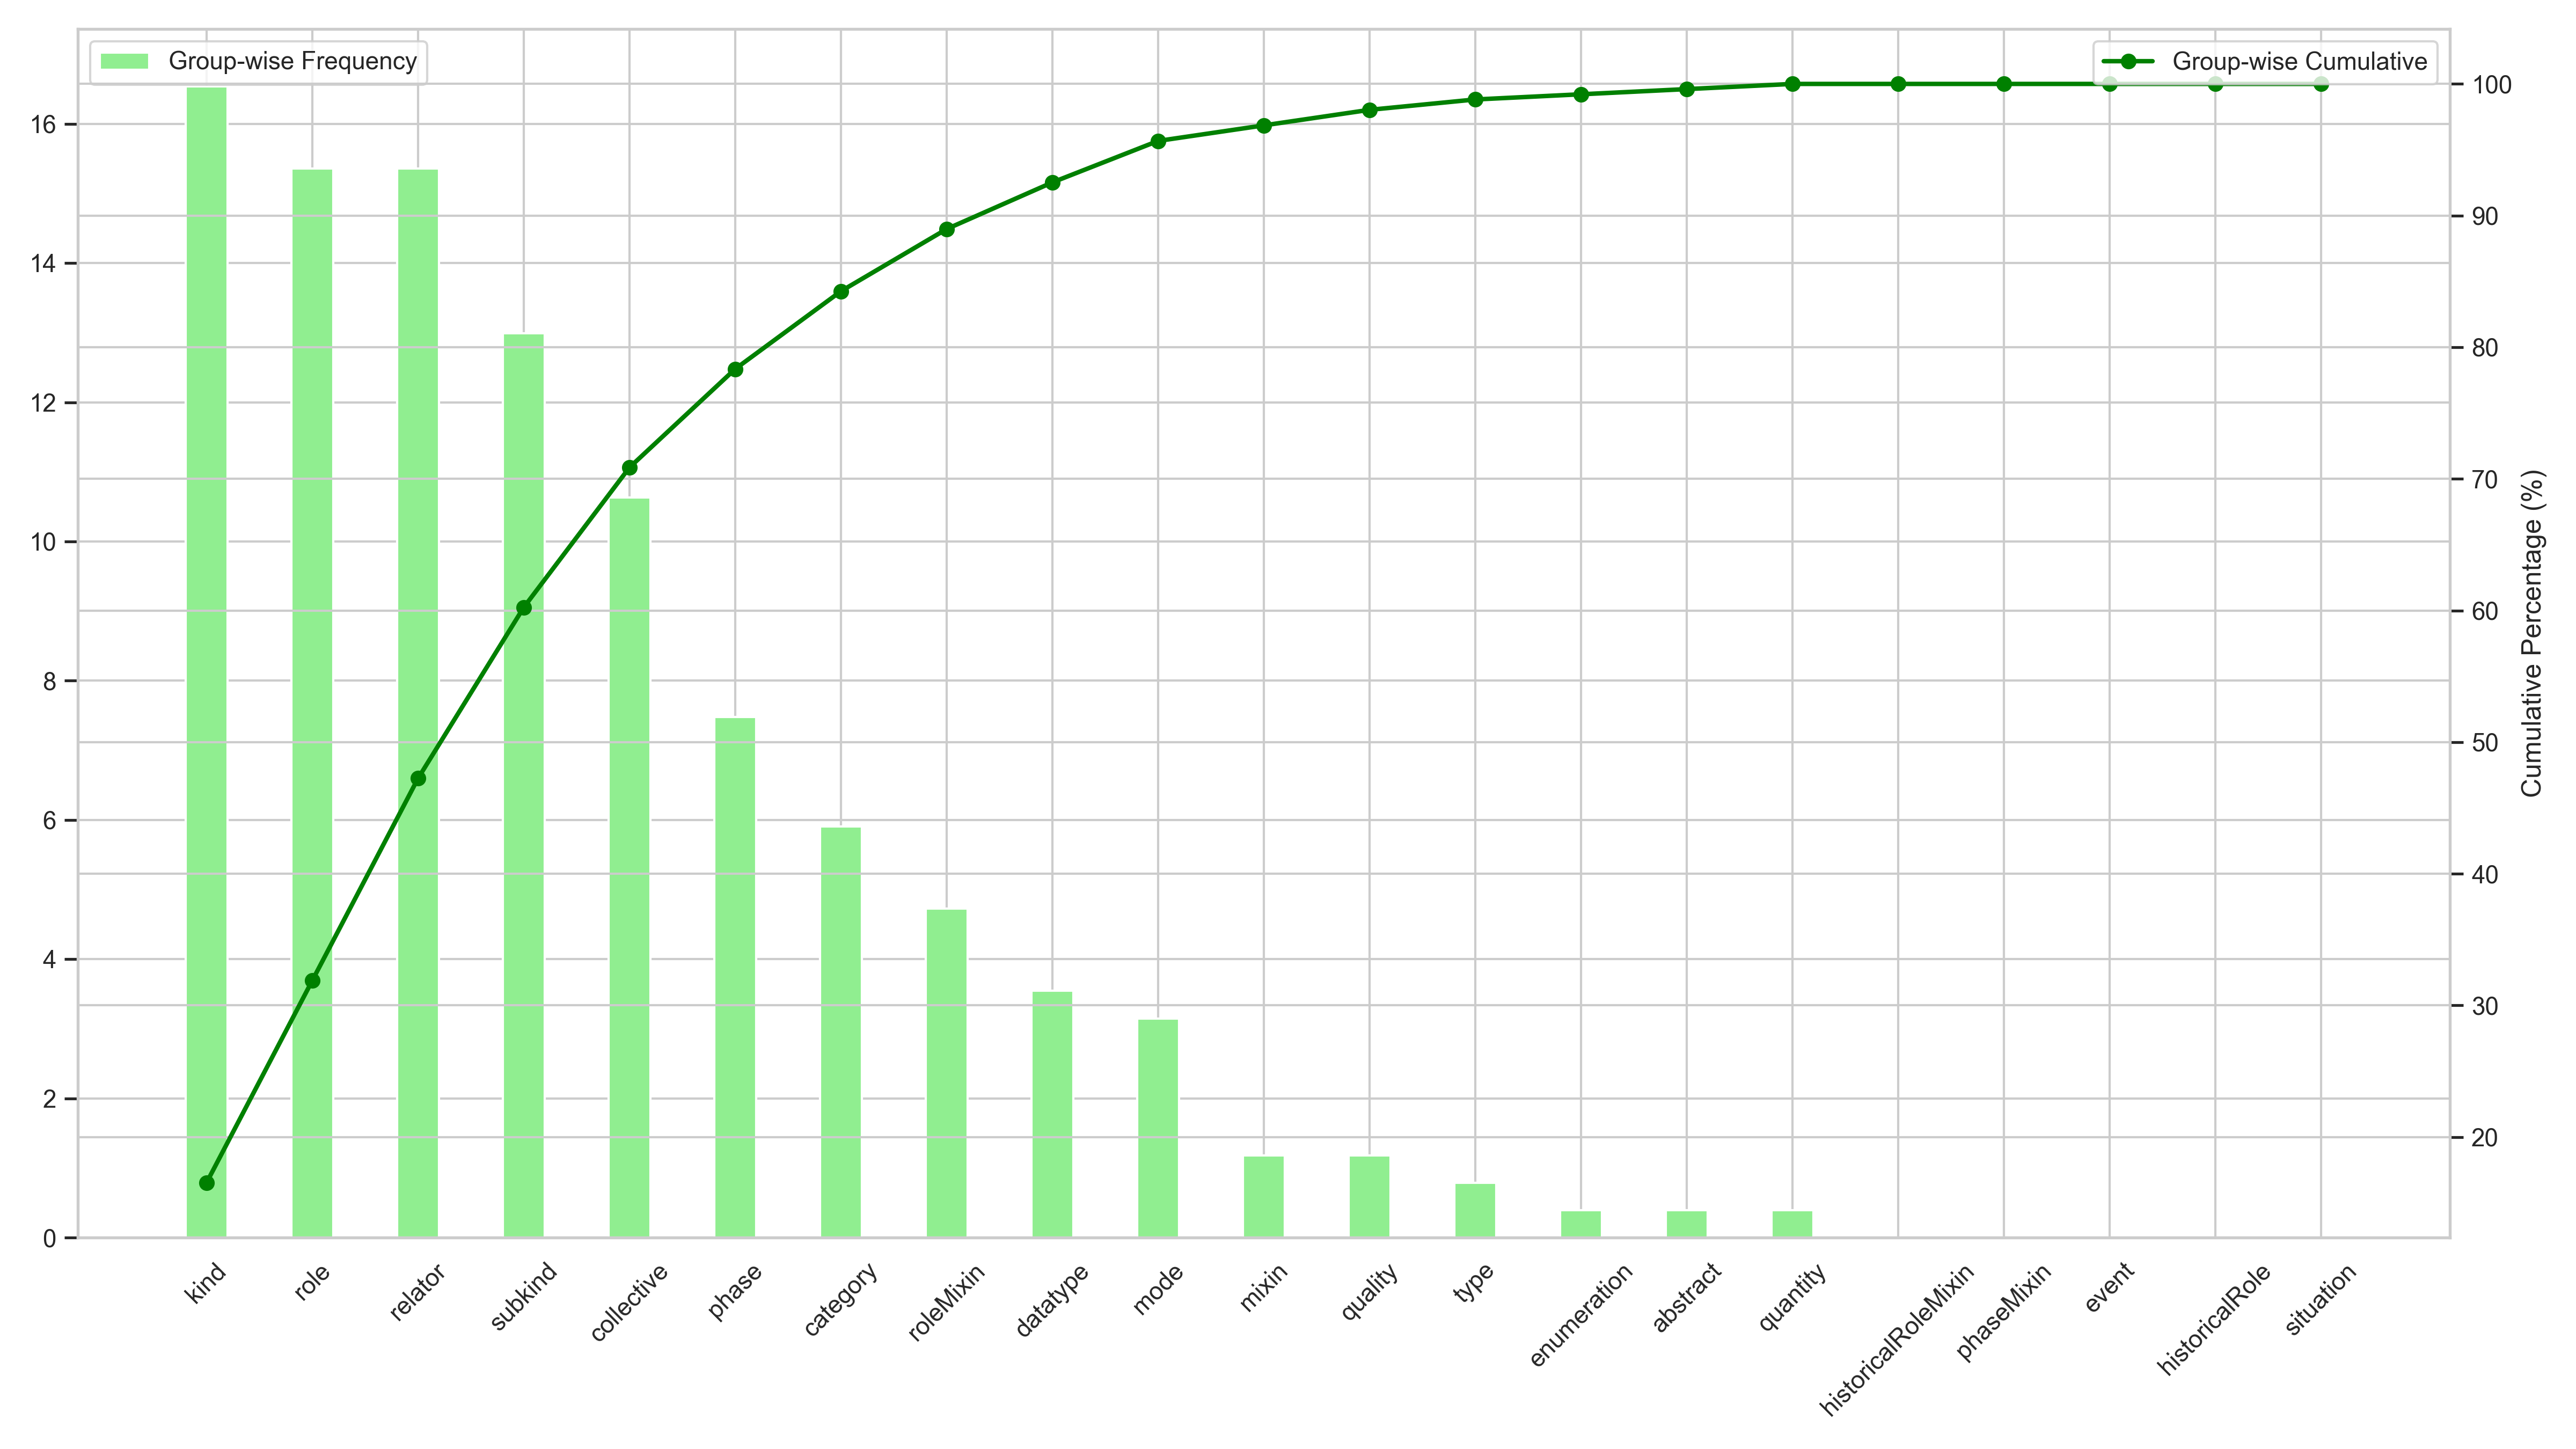 Group-wise Frequency
Group-wise Cumulative
16
14
12
10
8
6
4
2
0
100
90
80
70
60
50
40
30
20
Cumulative Percentage (%)
kind
role
relator
subkind
collective
phase
category
roleMixin
datatype
mode
mixin
quality
type
enumeration
abstract
quantity
historicalRoleMixin
phaseMixin
event
historicalRole
situation